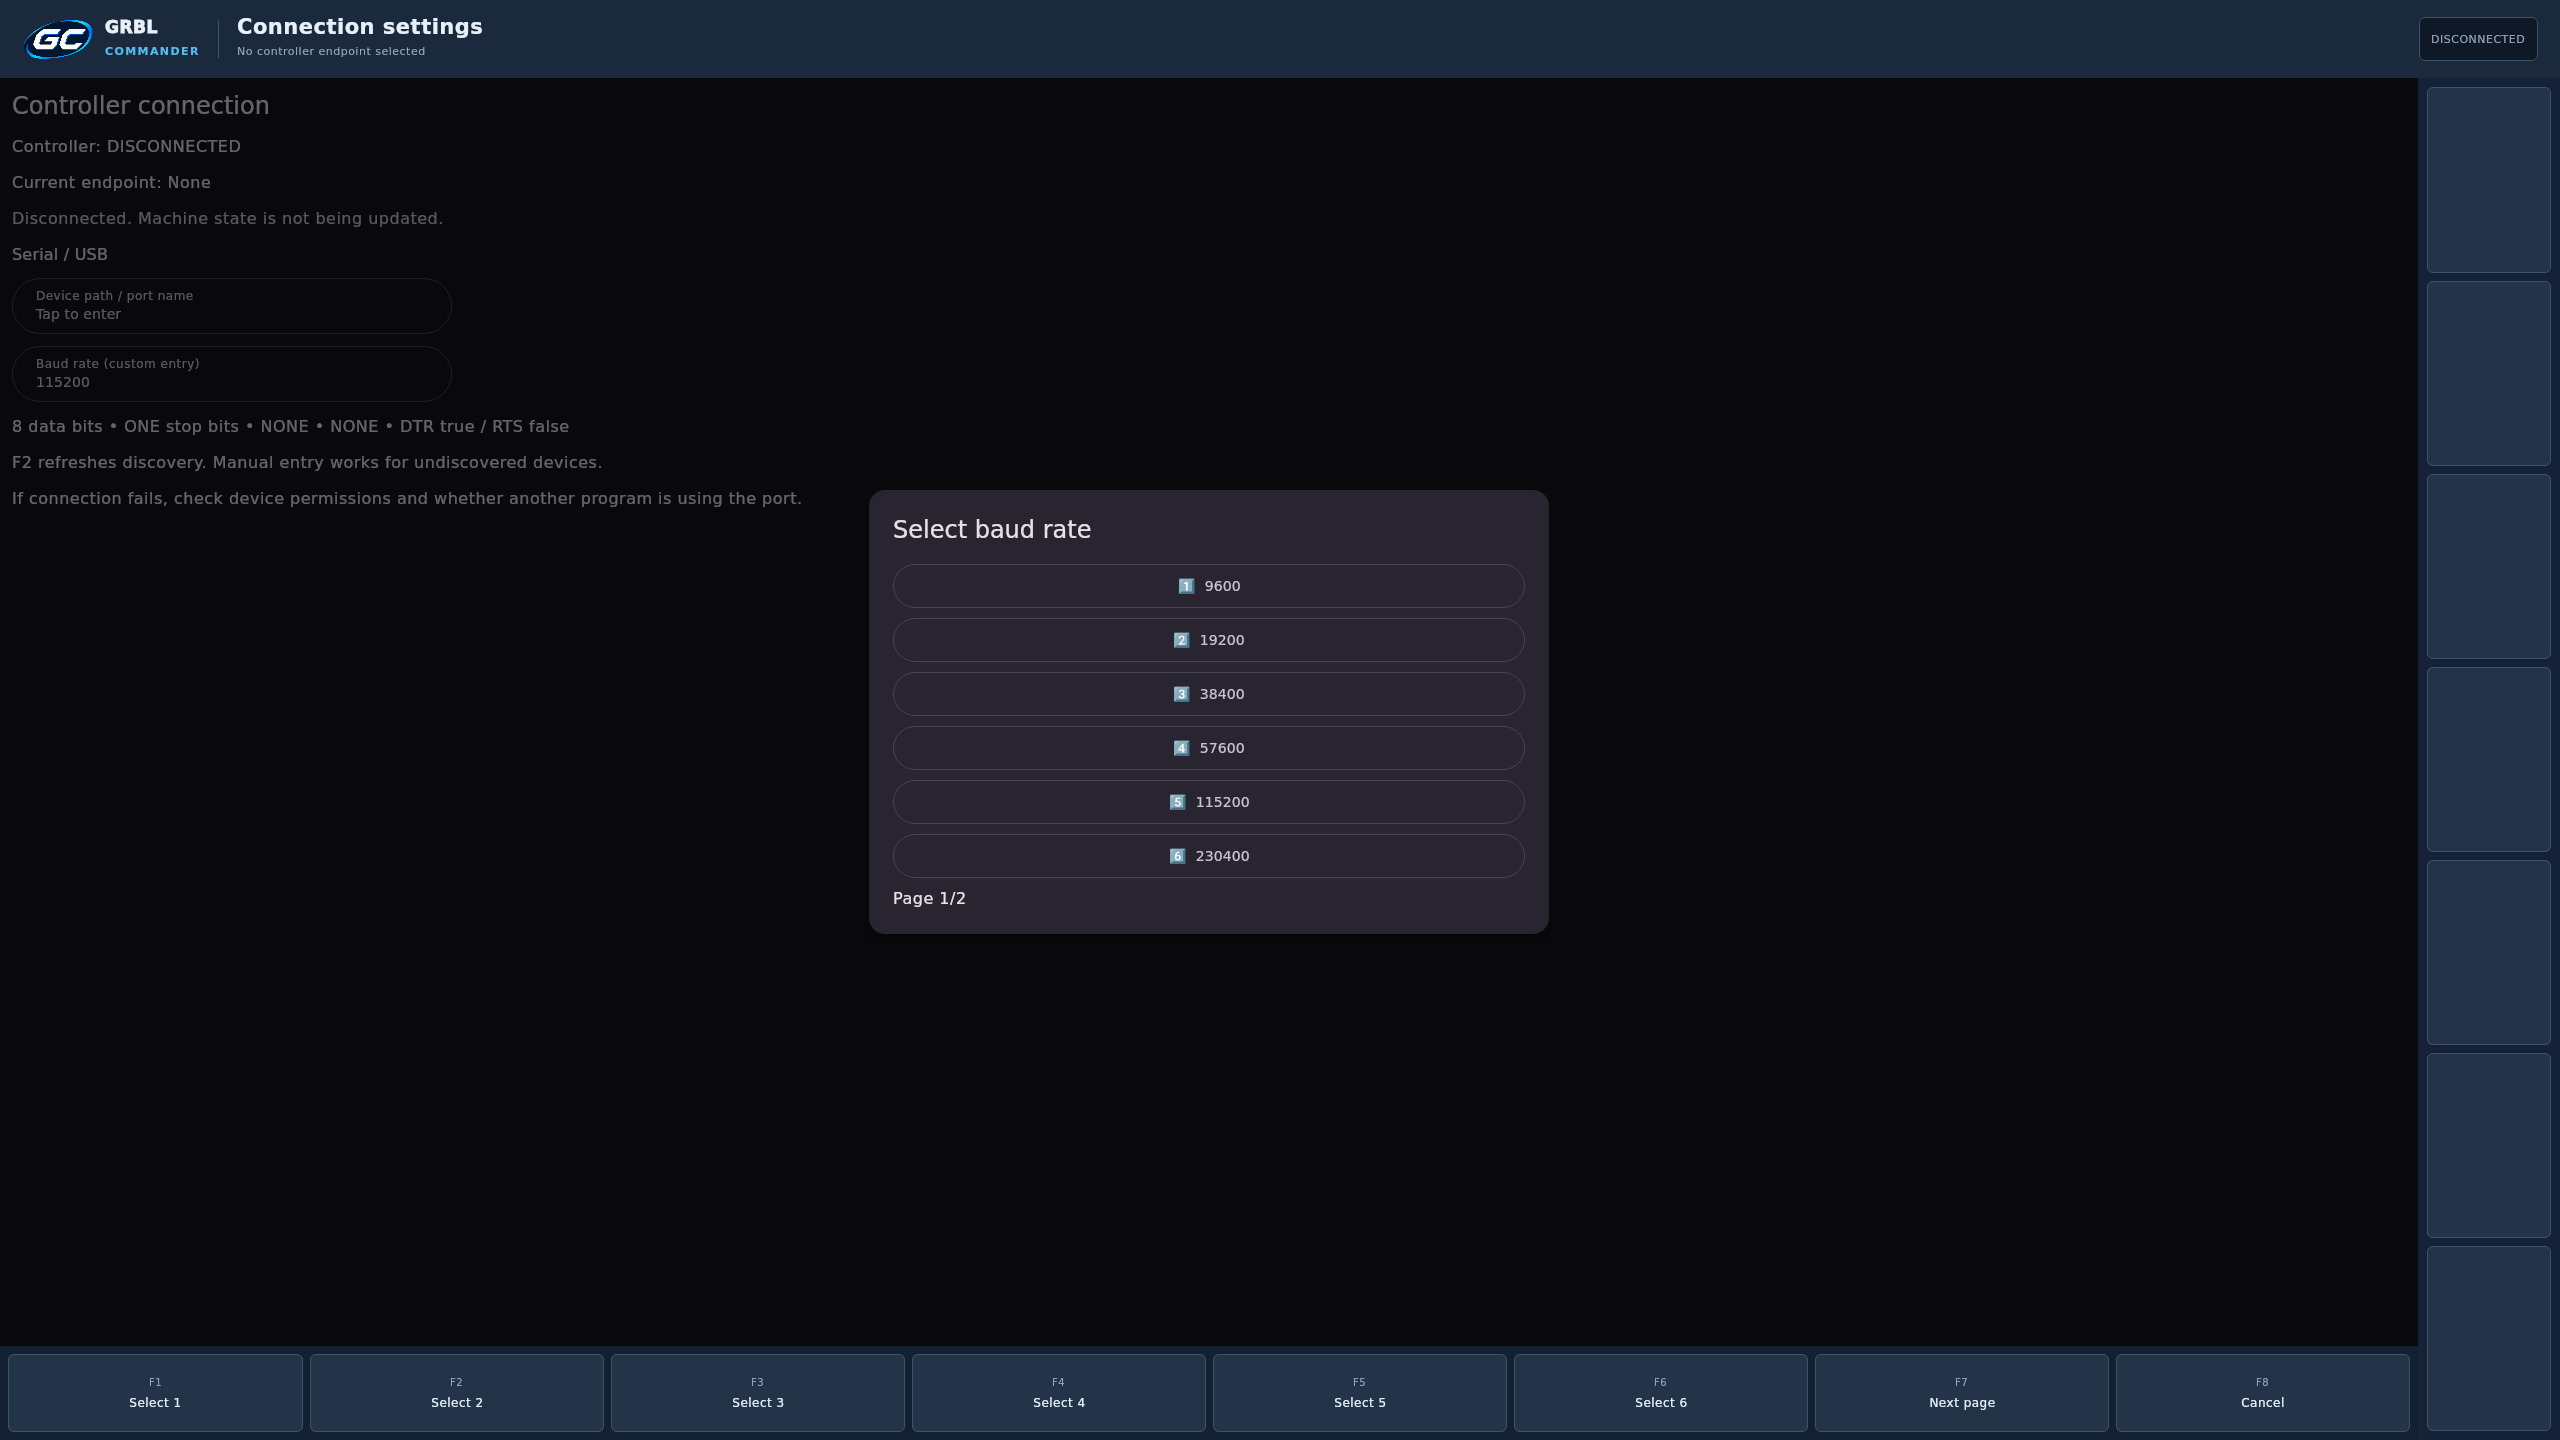 GC
GRBL
COMMANDER
Connection settings
No controller endpoint selected
DISCONNECTED
Controller connection
Controller: DISCONNECTED
Current endpoint: None
Disconnected. Machine state is not being updated.
Serial / USB
Device path / port name
Tap to enter
Baud rate (custom entry)
115200
8 data bits • ONE stop bits • NONE • NONE • DTR true / RTS false
F2 refreshes discovery. Manual entry works for undiscovered devices.
If connection fails, check device permissions and whether another program is using the port.
Select baud rate
1 9600
2 19200
3 38400
4 57600
5 115200
6 230400
Page 1/2
F1
Select 1
F2
Select 2
F3
Select 3
F4
Select 4
F5
Select 5
F6
Select 6
F7
Next page
F8
Cancel